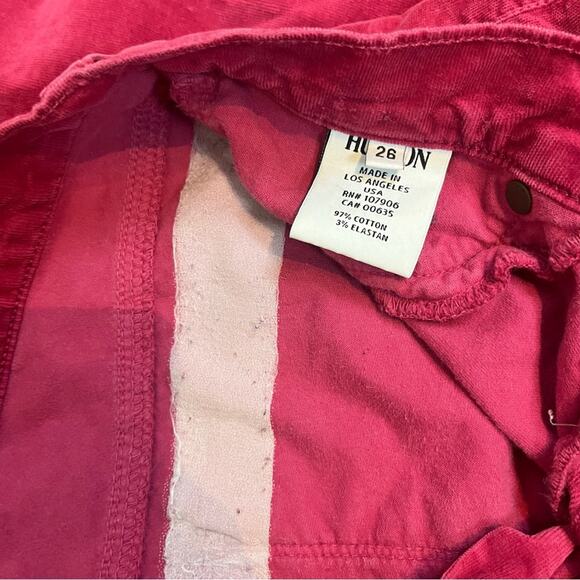 26
MADE IN
LOS ANGELES
USA
RN# 107906
CA# 00635
97% COTTON
3% ELASTAN